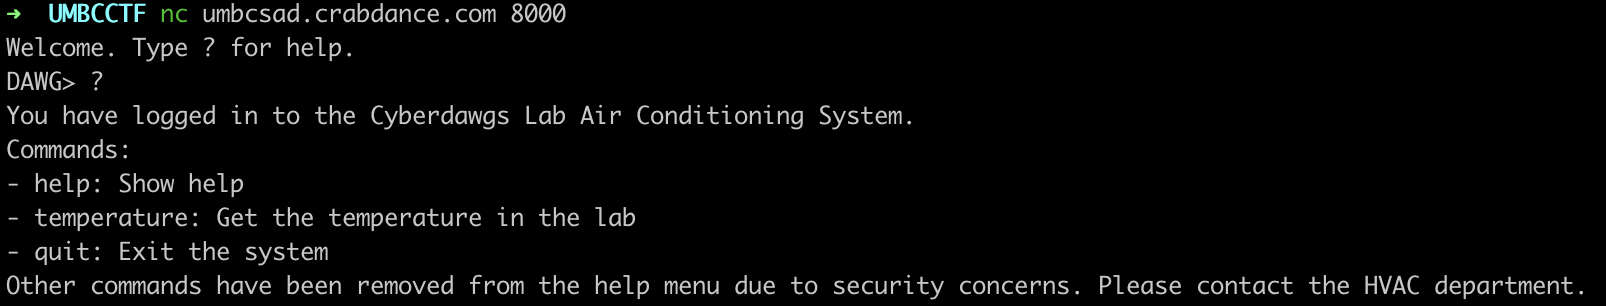 ➜ UMBCCTF nc umbcsad.crabdance.com 8000
Welcome. Type ? for help.
DAWG> ?
You have logged in to the Cyberdawgs Lab Air Conditioning System.
Commands:
- help: Show help
- temperature: Get the temperature in the lab
- quit: Exit the system
Other commands have been removed from the help menu due to security concerns. Please contact the HVAC department.